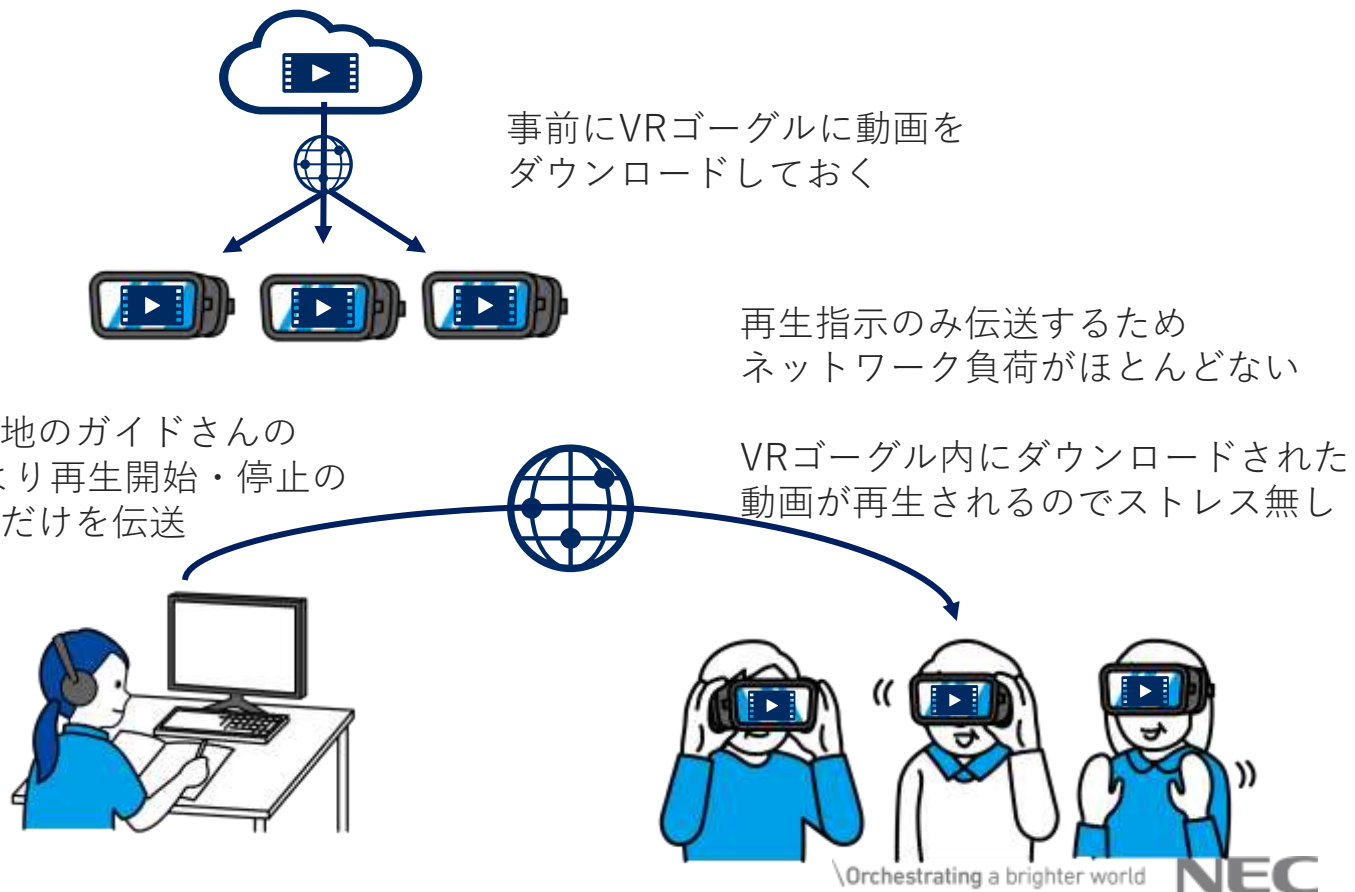 事前にVRゴーグルに動画を
ダウンロードしておく
再生指示のみ伝送するため
ネットワーク負荷がほとんどない
地のガイドさんの
より再生開始・停止の
だけを伝送
VRゴーグル内にダウンロードされた
動画が再生されるのでストレス無し
\Orchestrating a brighter world
NEC